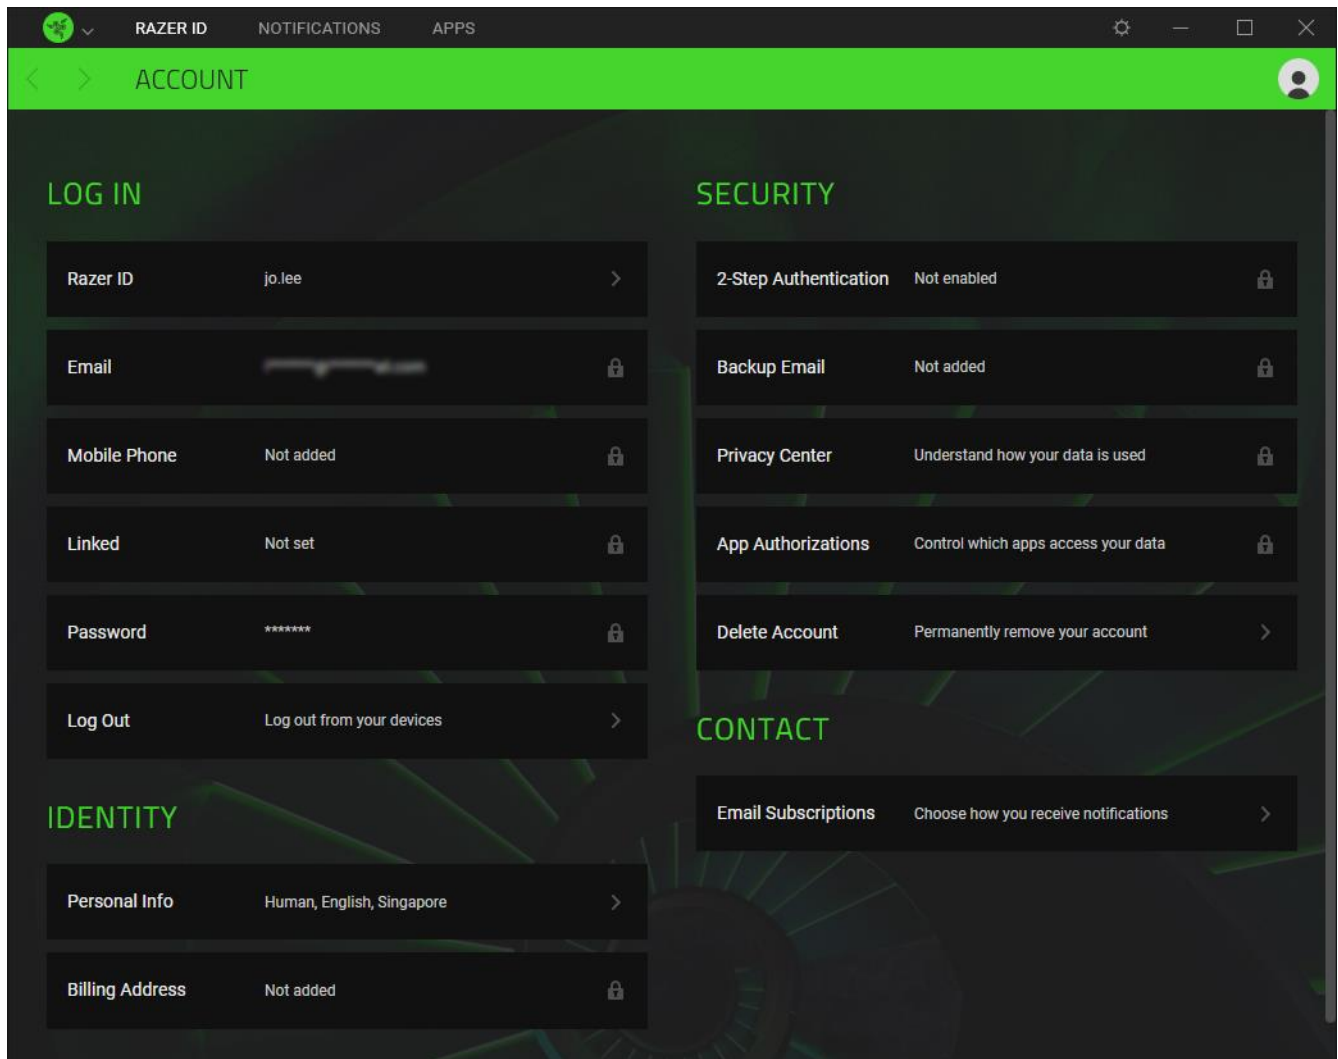 RAZER ID NOTIFICATIONS APPS
ACCOUNT
LOG IN
Razer ID jo.lee
Email
Mobile Phone Not added
Linked Not set
Password *******
Log Out Log out from your devices
IDENTITY
Personal Info Human, English, Singapore
Billing Address Not added
SECURITY
2-Step Authentication Not enabled
Backup Email Not added
Privacy Center Understand how your data is used
App Authorizations Control which apps access your data
Delete Account Permanently remove your account
CONTACT
Email Subscriptions Choose how you receive notifications